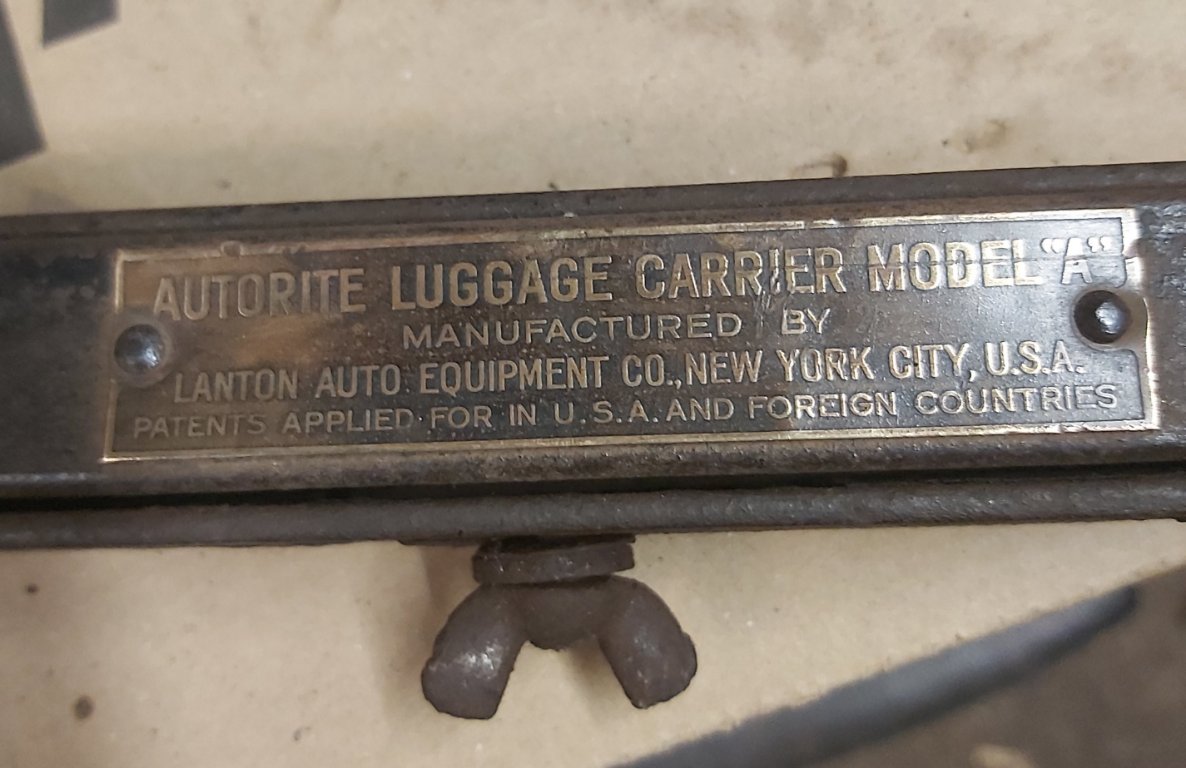 AUTORITE LUGGAGE CARRIER MODEL "A"
MANUFACTURED BY
LANTON AUTO EQUIPMENT CO., NEW YORK CITY, U.S.A.
PATENTS APPLIED FOR IN U.S.A. AND FOREIGN COUNTRIES